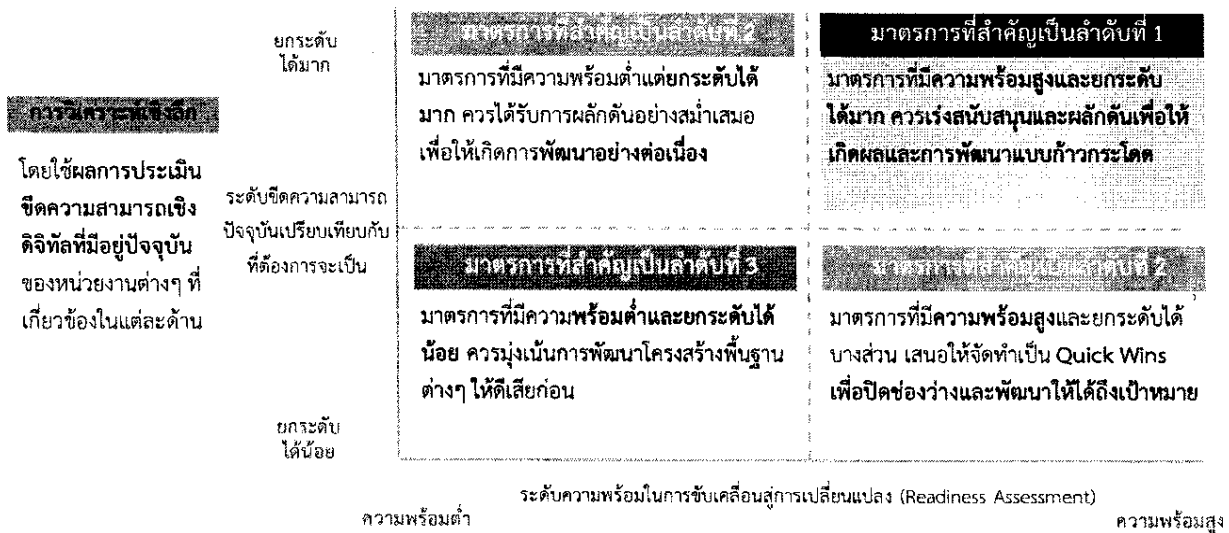 การวิเคราะห์เชิงลึก
โดยใช้ผลการประเมิน
ขีดความสามารถเชิง
ดิจิทัลที่มีอยู่ปัจจุบัน
ของหน่วยงานต่างๆ ที่
เกี่ยวข้องในแต่ละด้าน
ยกระดับ
ได้มาก
ระดับขีดความสามารถ
ปัจจุบันเปรียบเทียบกับ
ที่ต้องการจะเป็น
ยกระดับ
ได้น้อย
มาตรการที่สำคัญเป็นลำดับที่ 2
มาตรการที่มีความพร้อมต่ำแต่ยกระดับได้
มาก ควรได้รับการผลักดันอย่างสม่ำเสมอ
เพื่อให้เกิดการพัฒนาอย่างต่อเนื่อง
มาตรการที่สำคัญเป็นลำดับที่ 1
มาตรการที่มีความพร้อมสูงและยกระดับ
ได้มาก ควรเร่งสนับสนุนและผลักดันเพื่อให้
เกิดผลและการพัฒนาแบบก้าวกระโดด
มาตรการที่สำคัญเป็นลำดับที่ 3
มาตรการที่มีความพร้อมต่ำและยกระดับได้
น้อย ควรมุ่งเน้นการพัฒนาโครงสร้างพื้นฐาน
ต่างๆ ให้ดีเสียก่อน
มาตรการที่สำคัญเป็นลำดับที่ 2
มาตรการที่มีความพร้อมสูงและยกระดับได้
บางส่วน เสนอให้จัดทำเป็น Quick Wins
เพื่อปิดช่องว่างและพัฒนาให้ได้ถึงเป้าหมาย
ระดับความพร้อมในการขับเคลื่อนสู่การเปลี่ยนแปลง (Readiness Assessment)
ความพร้อมต่ำ
ความพร้อมสูง